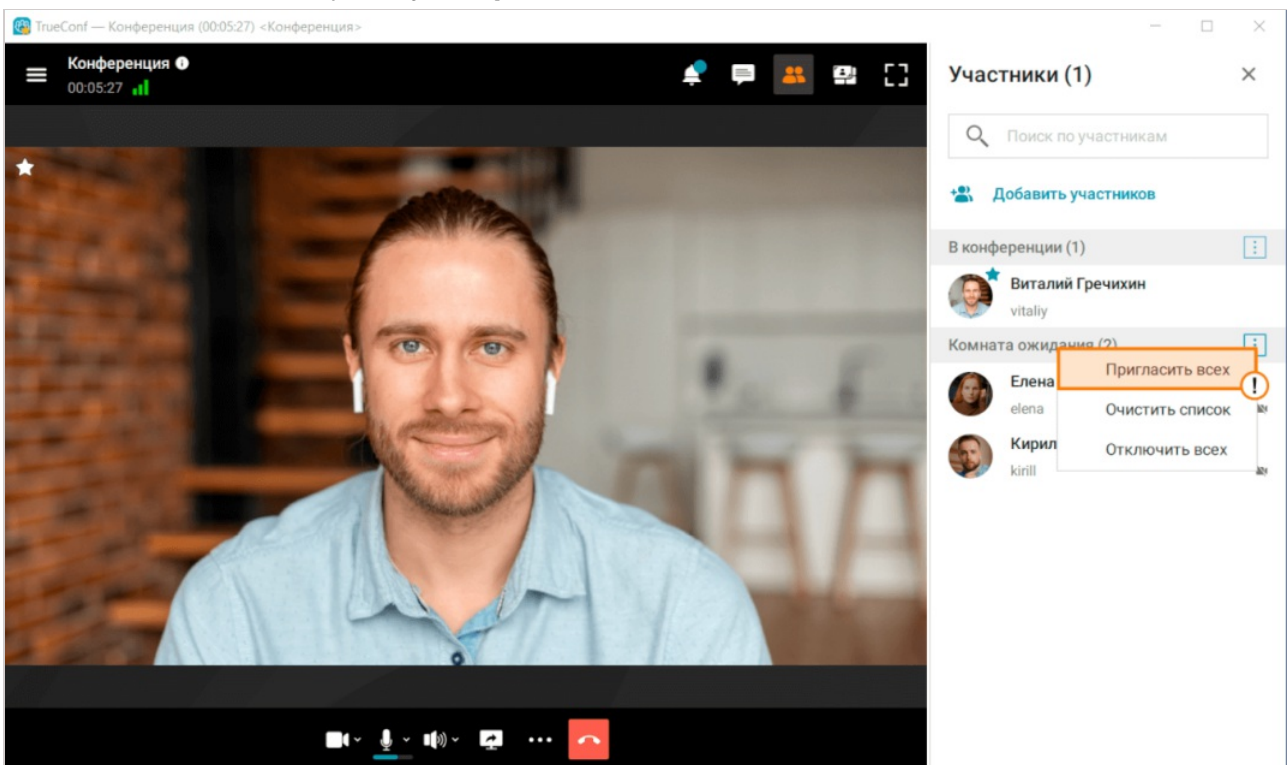 TrueConf — Конференция (00:05:27) <Конференция>
Конференция
00:05:27
Участники (1)
Поиск по участникам
Добавить участников
В конференции (1)
Виталий Гречихин
vitaliy
Комната ожидания (2)
Пригласить всех
!
Елена
elena
Очистить список
Кирил
kirill
Отключить всех